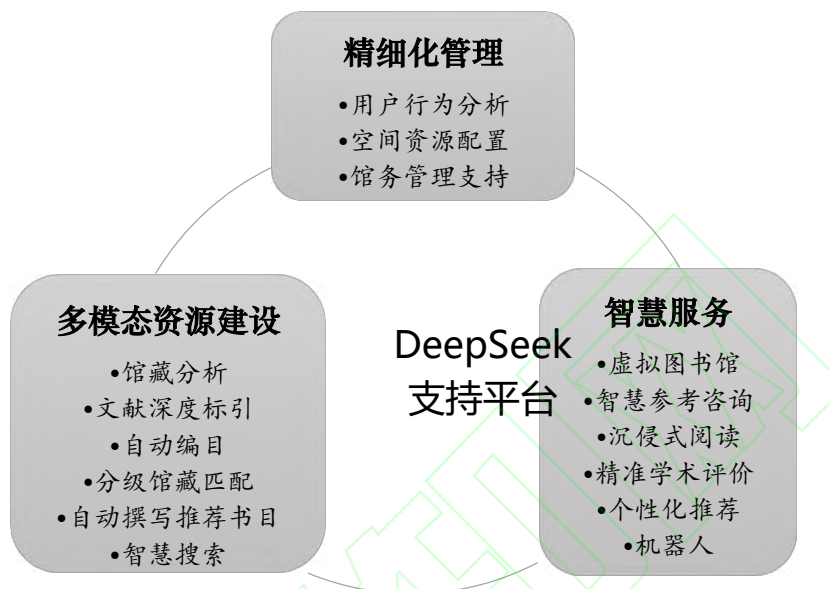 精细化管理
•用户行为分析
•空间资源配置
•馆务管理支持
多模态资源建设
•馆藏分析
•文献深度标引
•自动编目
•分级馆藏匹配
•自动撰写推荐书目
•智慧搜索
DeepSeek
支持平台
智慧服务
•虚拟图书馆
•智慧参考咨询
•沉侵式阅读
•精准学术评价
•个性化推荐
•机器人